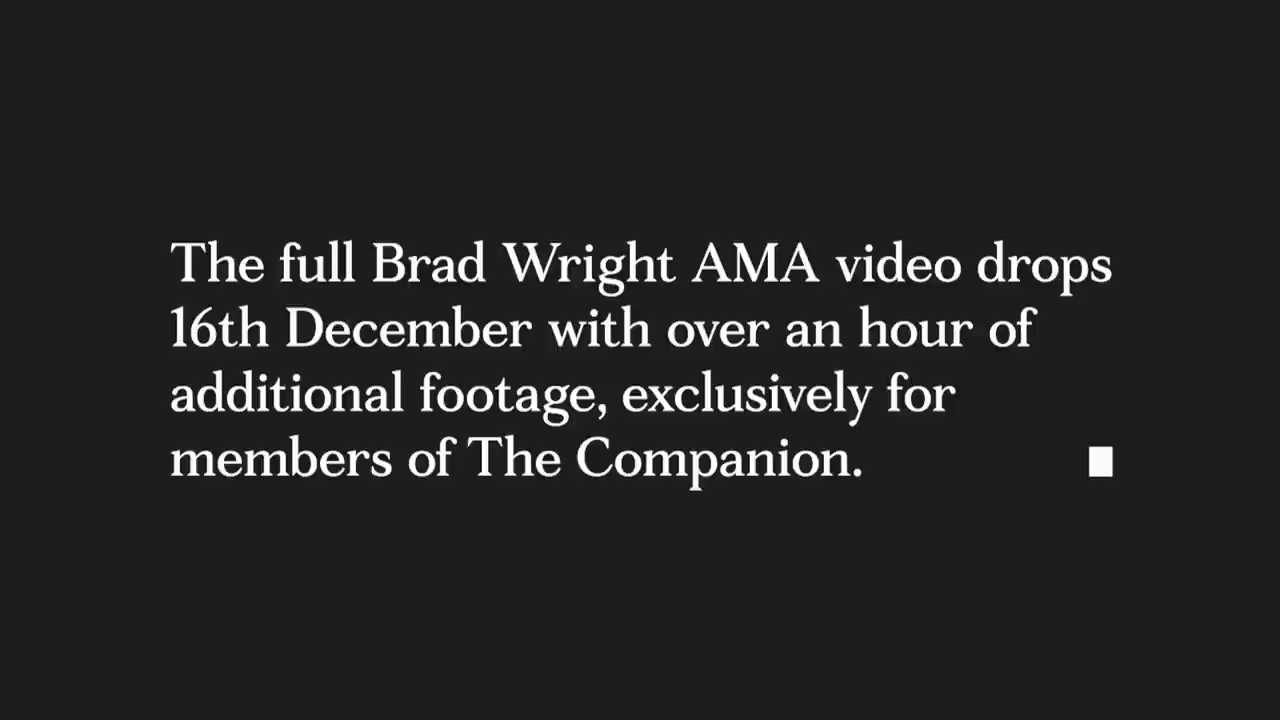 The full Brad Wright AMA video drops
16th December with over an hour of
additional footage, exclusively for
members of The Companion.